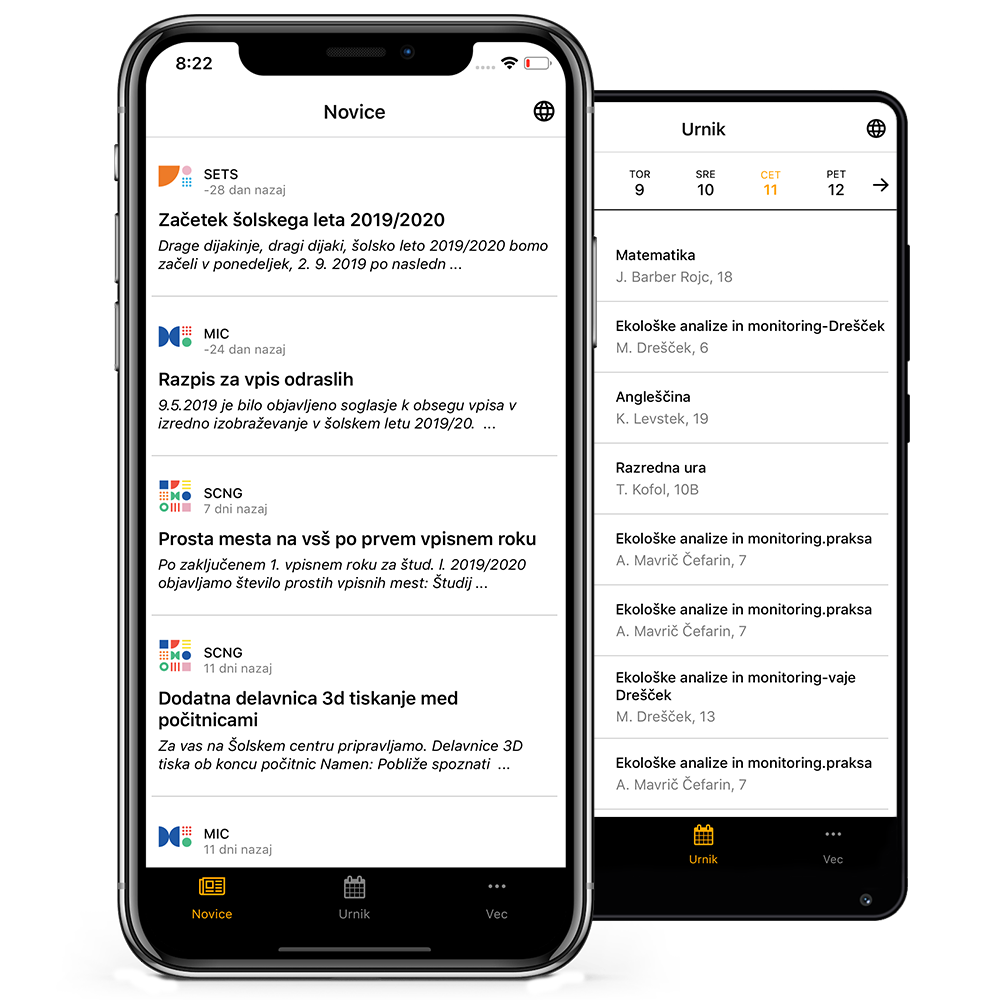 8:22
Novice
SETS
-28 dan nazaj
Začetek šolskega leta 2019/2020
Drage dijakinje, dragi dijaki, šolsko leto 2019/2020 bomo
začeli v ponedeljek, 2. 9. 2019 po nasledn ...
MIC
-24 dan nazaj
Razpis za vpis odraslih
9.5.2019 je bilo objavljeno soglasje k obsegu vpisa v
izredno izobraževanje v šolskem letu 2019/20. ...
SCNG
7 dni nazaj
Prosta mesta na vsš po prvem vpisnem roku
Po zaključenem 1. vpisnem roku za štud. l. 2019/2020
objavljamo število prostih vpisnih mest: Študij ...
SCNG
11 dni nazaj
Dodatna delavnica 3d tiskanje med
počitnicami
Za vas na Šolskem centru pripravljamo. Delavnice 3D
tiska ob koncu počitnic Namen: Pobliže spoznati ...
MIC
11 dni nazaj
Novice
Urnik
Vec
Urnik
TOR SRE CET PET
9 10 11 12
Matematika
J. Barber Rojc, 18
Ekološke analize in monitoring-Drešček
M. Drešček, 6
Angleščina
K. Levstek, 19
Razredna ura
T. Kofol, 10B
Ekološke analize in monitoring.praksa
A. Mavrič Čefarin, 7
Ekološke analize in monitoring.praksa
A. Mavrič Čefarin, 7
Ekološke analize in monitoring-vaje
Drešček
M. Drešček, 13
Ekološke analize in monitoring.praksa
A. Mavrič Čefarin, 7
Urnik
Vec